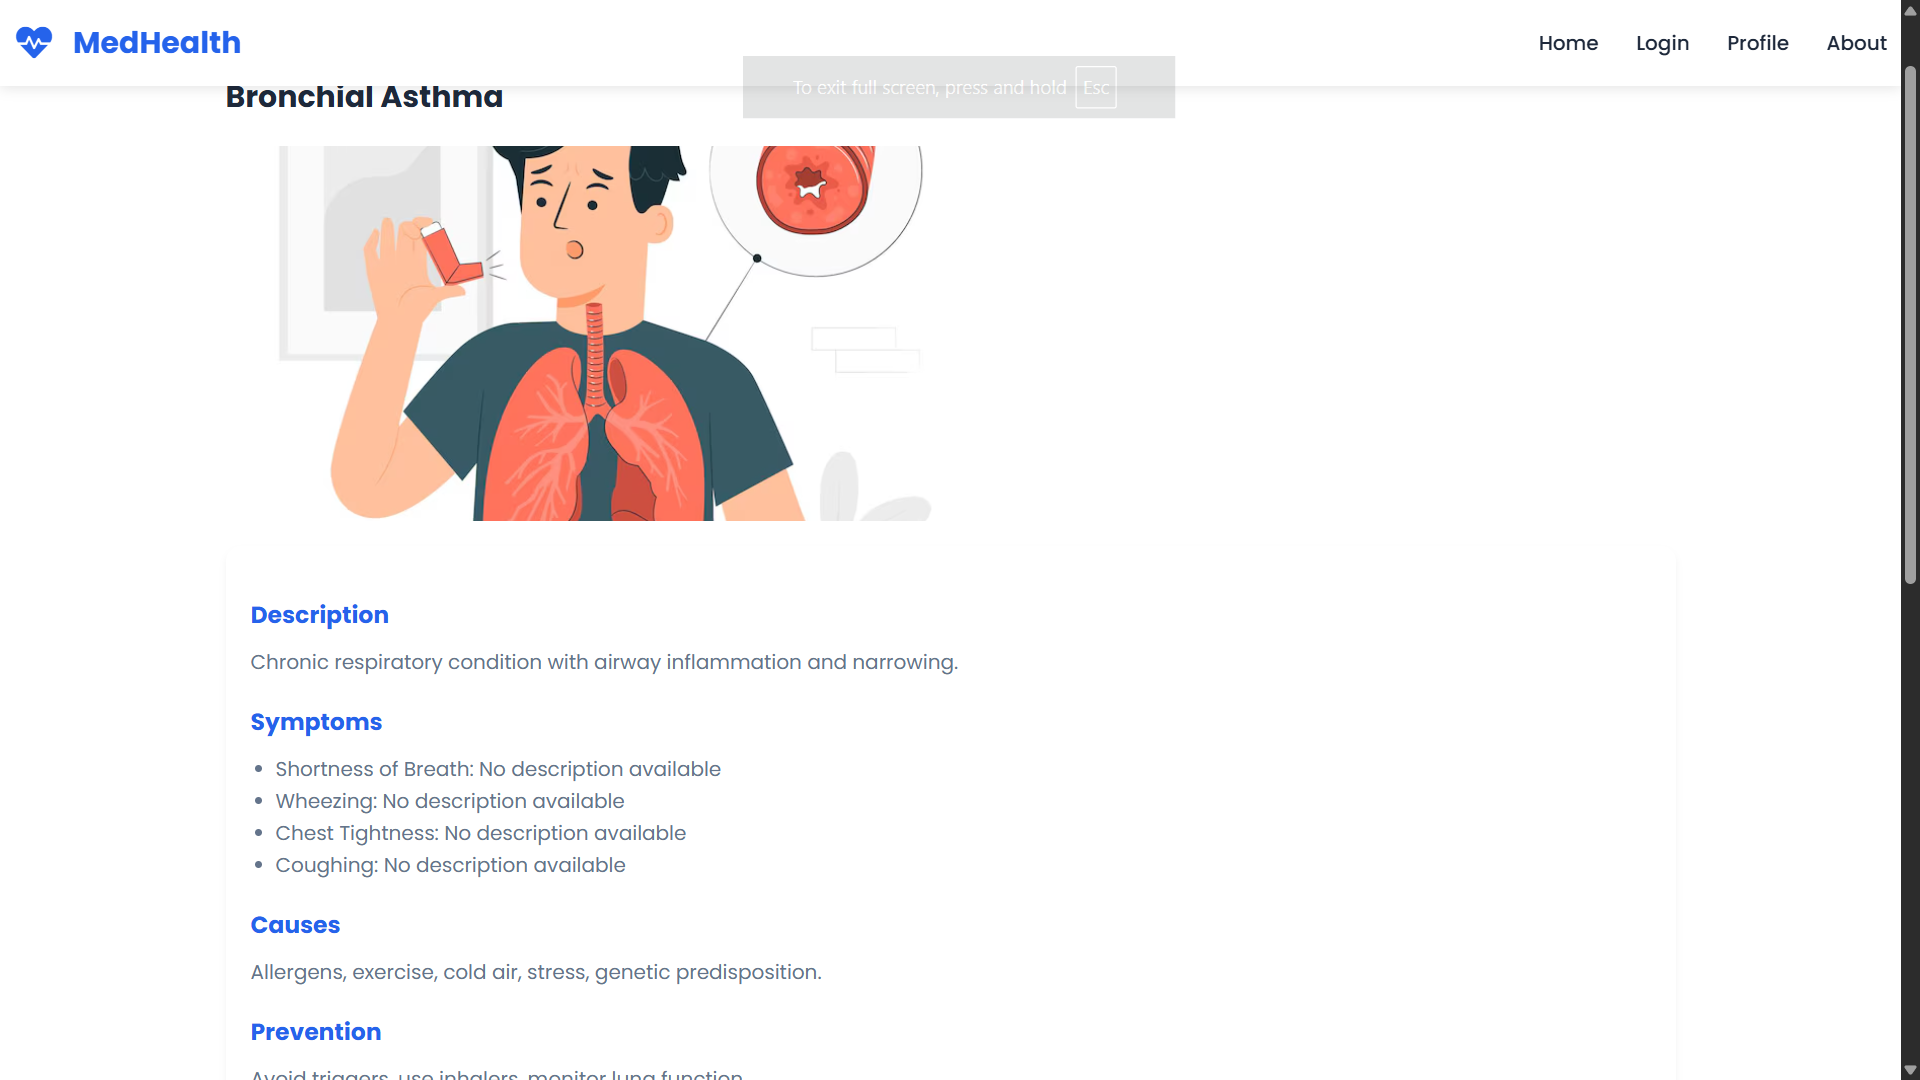 MedHealth
Home Login Profile About
To exit full screen, press and hold Esc
Bronchial Asthma
Description
Chronic respiratory condition with airway inflammation and narrowing.
Symptoms
• Shortness of Breath: No description available
• Wheezing: No description available
• Chest Tightness: No description available
• Coughing: No description available
Causes
Allergens, exercise, cold air, stress, genetic predisposition.
Prevention
Avoid triggers, use inhalers, monitor lung function.